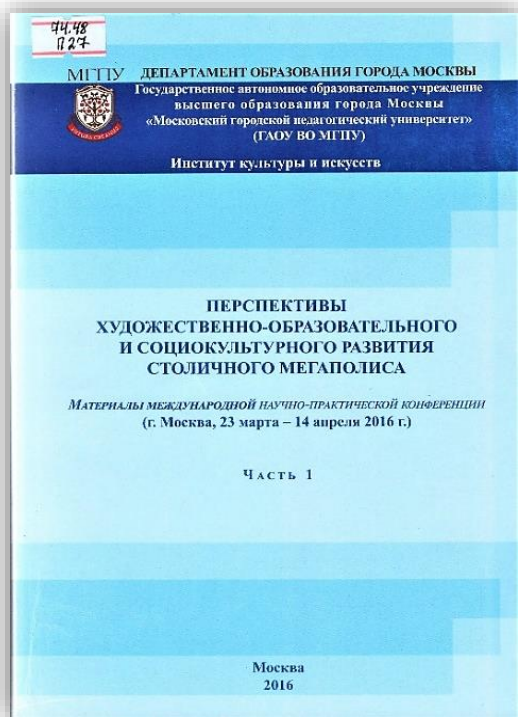 74.48
П27
МГПУ ДЕПАРТАМЕНТ ОБРАЗОВАНИЯ ГОРОДА МОСКВЫ
Государственное автономное образовательное учреждение
высшего образования города Москвы
«Московский городской педагогический университет»
(ГАОУ ВО МГПУ)
Институт культуры и искусств
ПЕРСПЕКТИВЫ
ХУДОЖЕСТВЕННО-ОБРАЗОВАТЕЛЬНОГО
И СОЦИОКУЛЬТУРНОГО РАЗВИТИЯ
СТОЛИЧНОГО МЕГАПОЛИСА
МАТЕРИАЛЫ МЕЖДУНАРОДНОЙ НАУЧНО-ПРАКТИЧЕСКОЙ КОНФЕРЕНЦИИ
(г. Москва, 23 марта – 14 апреля 2016 г.)
ЧАСТЬ 1
Москва
2016